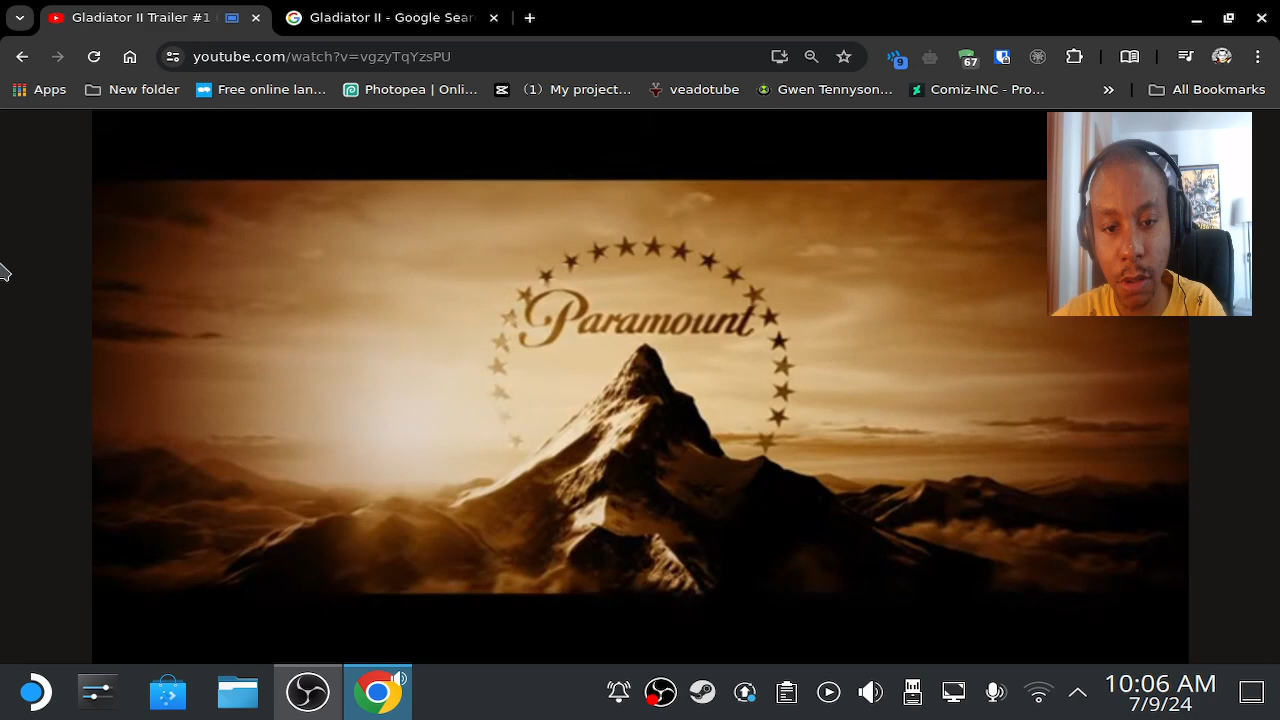 Gladiator II Trailer #1
Gladiator II - Google Sear
youtube.com/watch?v=vgzyTqYzsPU
9
67
Apps
New folder
Free online lan...
Photopea | Onli...
(1) My project...
veadotube
Gwen Tennyson...
Comiz-INC - Pro...
»
All Bookmarks
Paramount
10:06 AM
7/9/24